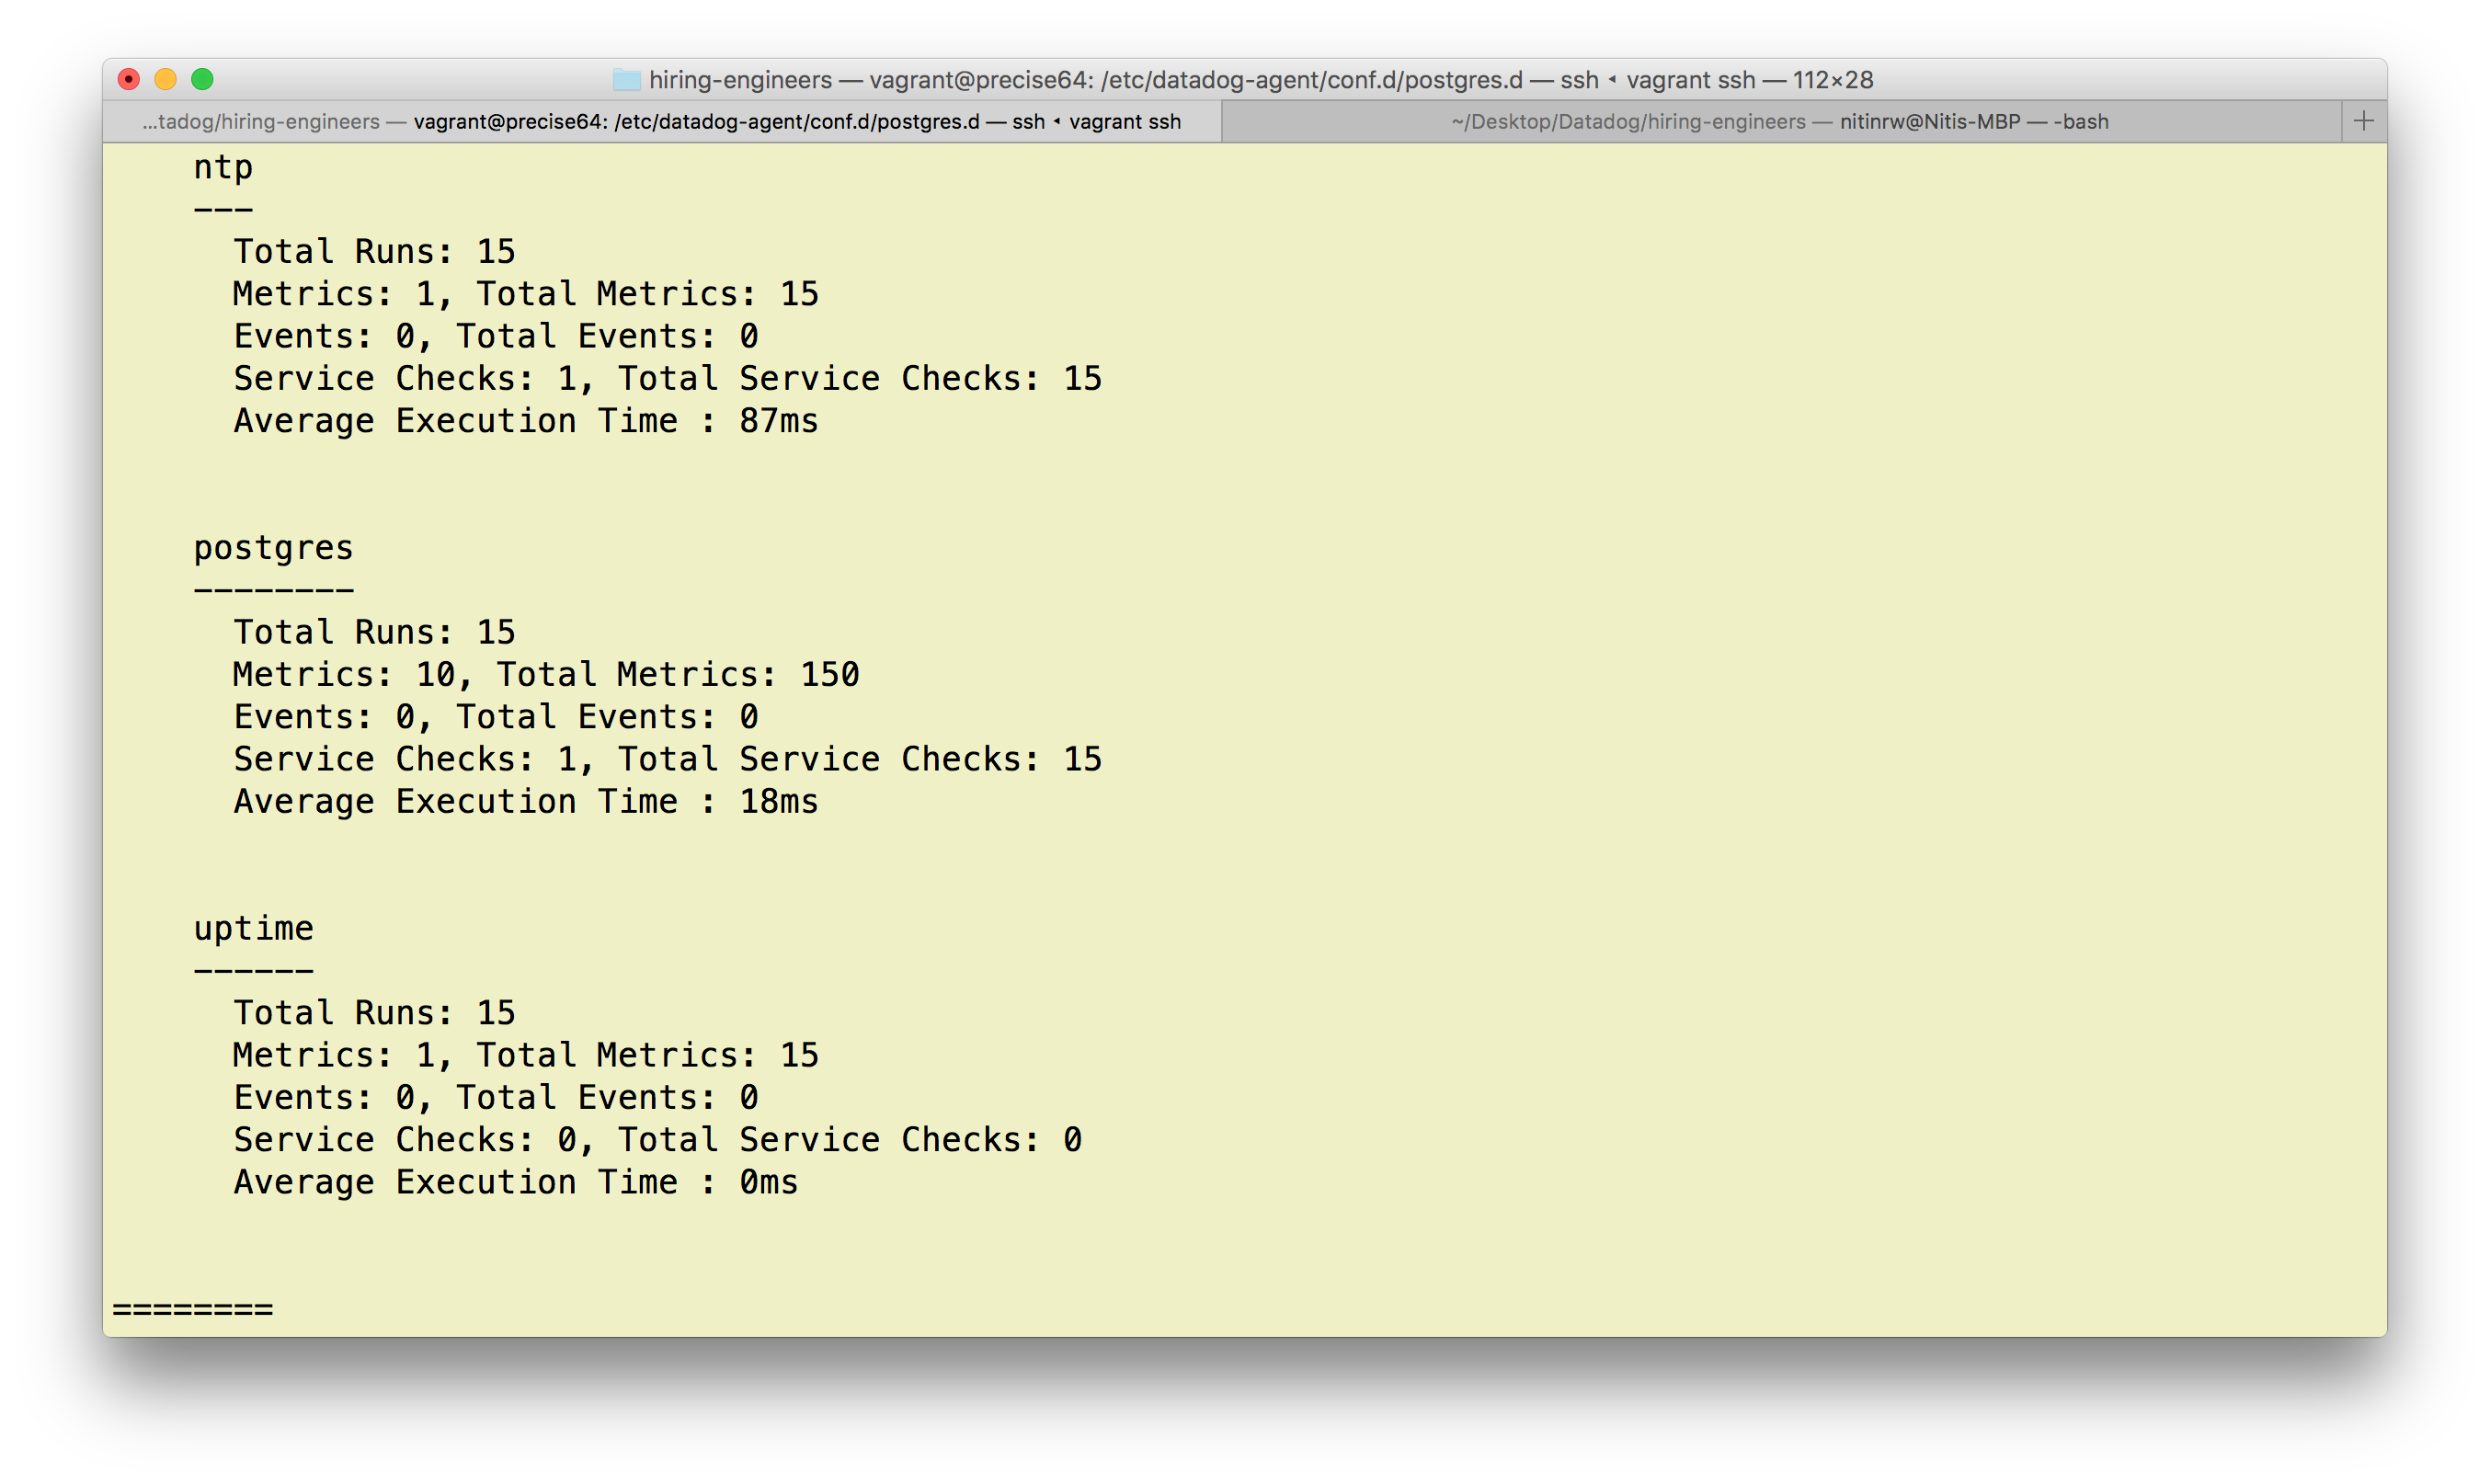 hiring-engineers — vagrant@precise64: /etc/datadog-agent/conf.d/postgres.d — ssh ◂ vagrant ssh — 112×28
...tadog/hiring-engineers — vagrant@precise64: /etc/datadog-agent/conf.d/postgres.d — ssh ◂ vagrant ssh
~/Desktop/Datadog/hiring-engineers — nitinrw@Nitis-MBP — -bash
ntp
---
Total Runs: 15
Metrics: 1, Total Metrics: 15
Events: 0, Total Events: 0
Service Checks: 1, Total Service Checks: 15
Average Execution Time : 87ms
postgres
--------
Total Runs: 15
Metrics: 10, Total Metrics: 150
Events: 0, Total Events: 0
Service Checks: 1, Total Service Checks: 15
Average Execution Time : 18ms
uptime
------
Total Runs: 15
Metrics: 1, Total Metrics: 15
Events: 0, Total Events: 0
Service Checks: 0, Total Service Checks: 0
Average Execution Time : 0ms
========